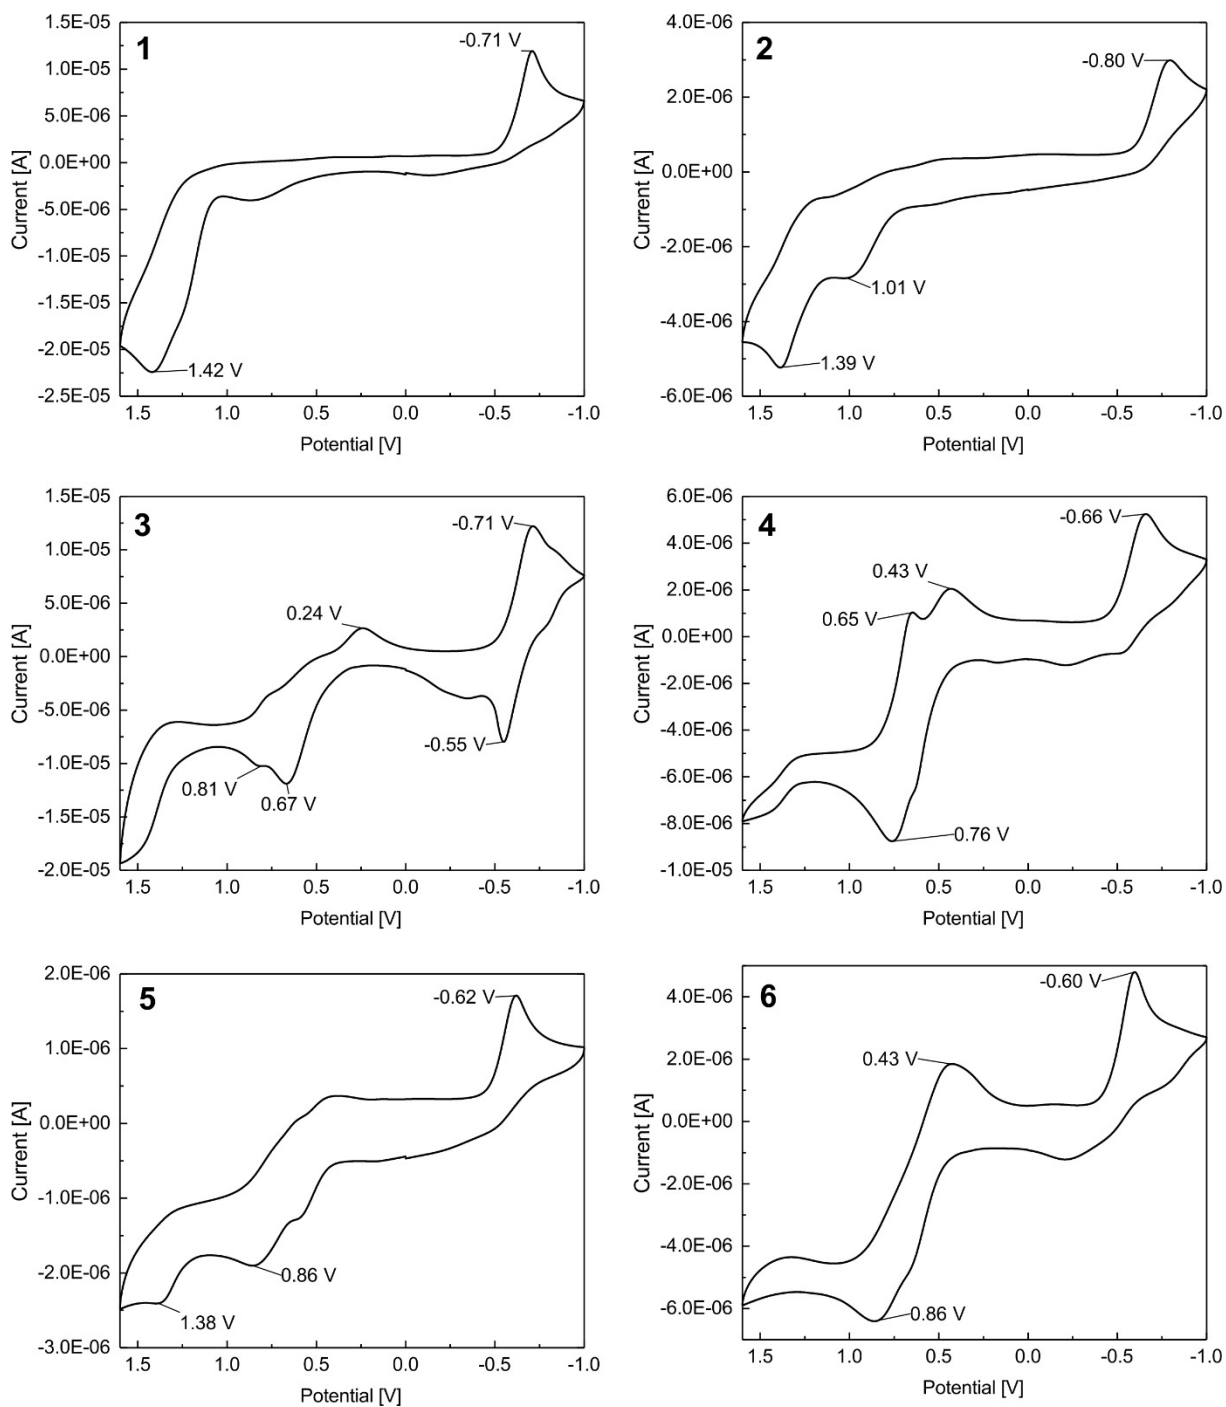 1
1.5E-05
1.0E-05
5.0E-06
0.0E+00
-5.0E-06
-1.0E-05
-1.5E-05
-2.0E-05
-2.5E-05
Current [A]
-0.71 V
1.42 V
1.5 1.0 0.5 0.0 -0.5 -1.0
Potential [V]
2
4.0E-06
2.0E-06
0.0E+00
-2.0E-06
-4.0E-06
-6.0E-06
Current [A]
-0.80 V
1.01 V
1.39 V
1.5 1.0 0.5 0.0 -0.5 -1.0
Potential [V]
3
1.5E-05
1.0E-05
5.0E-06
0.0E+00
-5.0E-06
-1.0E-05
-1.5E-05
-2.0E-05
Current [A]
-0.71 V
0.24 V
-0.55 V
0.81 V
0.67 V
1.5 1.0 0.5 0.0 -0.5 -1.0
Potential [V]
4
6.0E-06
4.0E-06
2.0E-06
0.0E+00
-2.0E-06
-4.0E-06
-6.0E-06
-8.0E-06
-1.0E-05
Current [A]
-0.66 V
0.43 V
0.65 V
0.76 V
1.5 1.0 0.5 0.0 -0.5 -1.0
Potential [V]
5
2.0E-06
1.0E-06
0.0E+00
-1.0E-06
-2.0E-06
-3.0E-06
Current [A]
-0.62 V
0.86 V
1.38 V
1.5 1.0 0.5 0.0 -0.5 -1.0
Potential [V]
6
4.0E-06
2.0E-06
0.0E+00
-2.0E-06
-4.0E-06
-6.0E-06
Current [A]
-0.60 V
0.43 V
0.86 V
1.5 1.0 0.5 0.0 -0.5 -1.0
Potential [V]